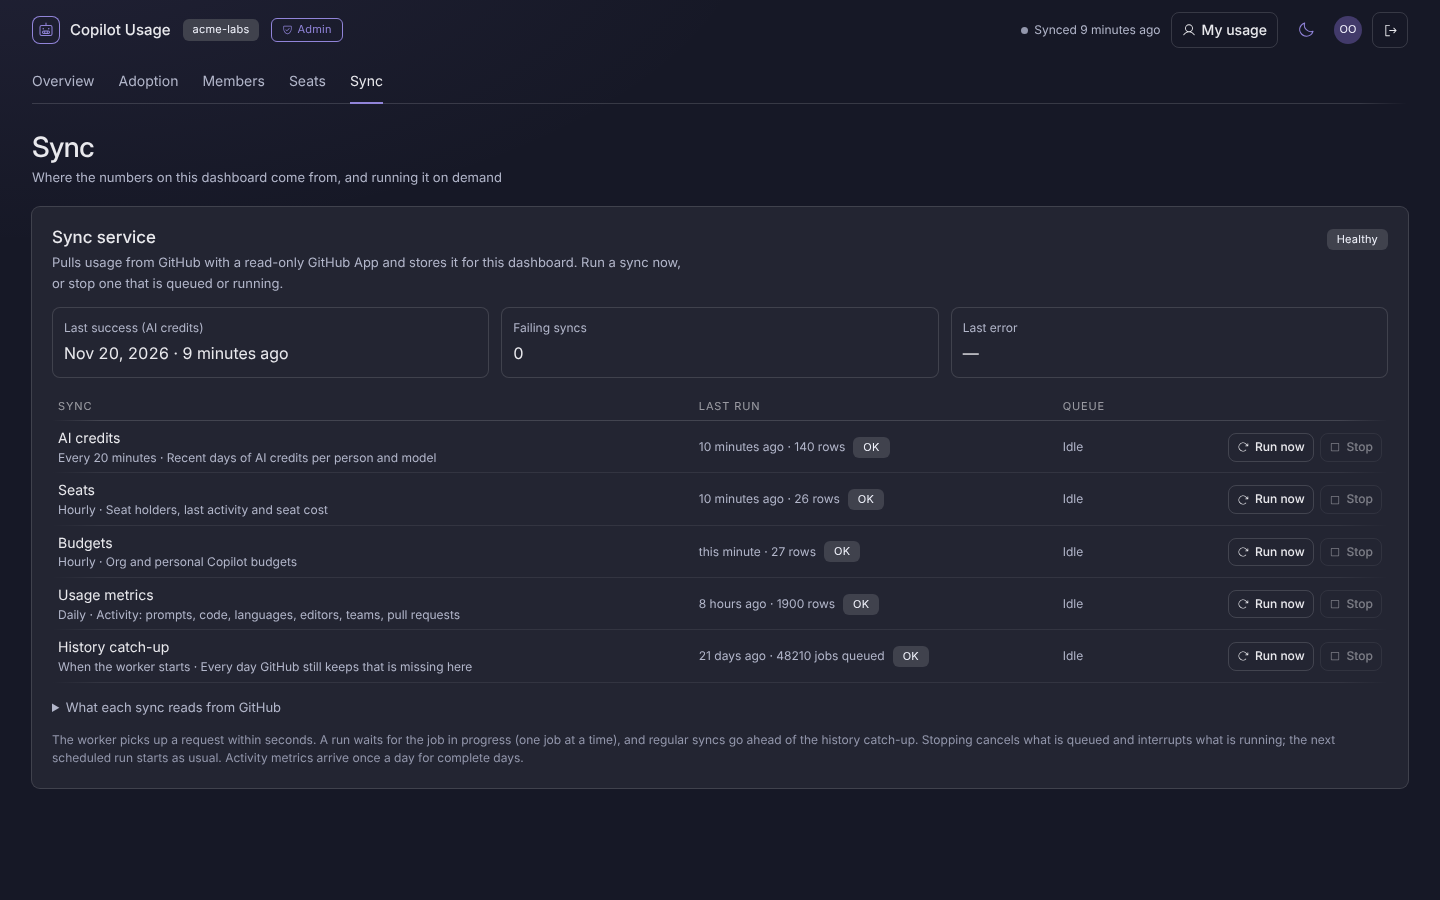 Copilot Usage
acme-labs
Admin
Synced 9 minutes ago
My usage
OO
Overview
Adoption
Members
Seats
Sync
Sync
Where the numbers on this dashboard come from, and running it on demand
Sync service
Healthy
Pulls usage from GitHub with a read-only GitHub App and stores it for this dashboard. Run a sync now,
or stop one that is queued or running.
Last success (AI credits)
Nov 20, 2026 · 9 minutes ago
Failing syncs
0
Last error
—
SYNC
LAST RUN
QUEUE
AI credits
Every 20 minutes · Recent days of AI credits per person and model
10 minutes ago · 140 rows
OK
Idle
Run now
Stop
Seats
Hourly · Seat holders, last activity and seat cost
10 minutes ago · 26 rows
OK
Idle
Run now
Stop
Budgets
Hourly · Org and personal Copilot budgets
this minute · 27 rows
OK
Idle
Run now
Stop
Usage metrics
Daily · Activity: prompts, code, languages, editors, teams, pull requests
8 hours ago · 1900 rows
OK
Idle
Run now
Stop
History catch-up
When the worker starts · Every day GitHub still keeps that is missing here
21 days ago · 48210 jobs queued
OK
Idle
Run now
Stop
What each sync reads from GitHub
The worker picks up a request within seconds. A run waits for the job in progress (one job at a time), and regular syncs go ahead of the history catch-up. Stopping cancels what is queued and interrupts what is running; the next
scheduled run starts as usual. Activity metrics arrive once a day for complete days.